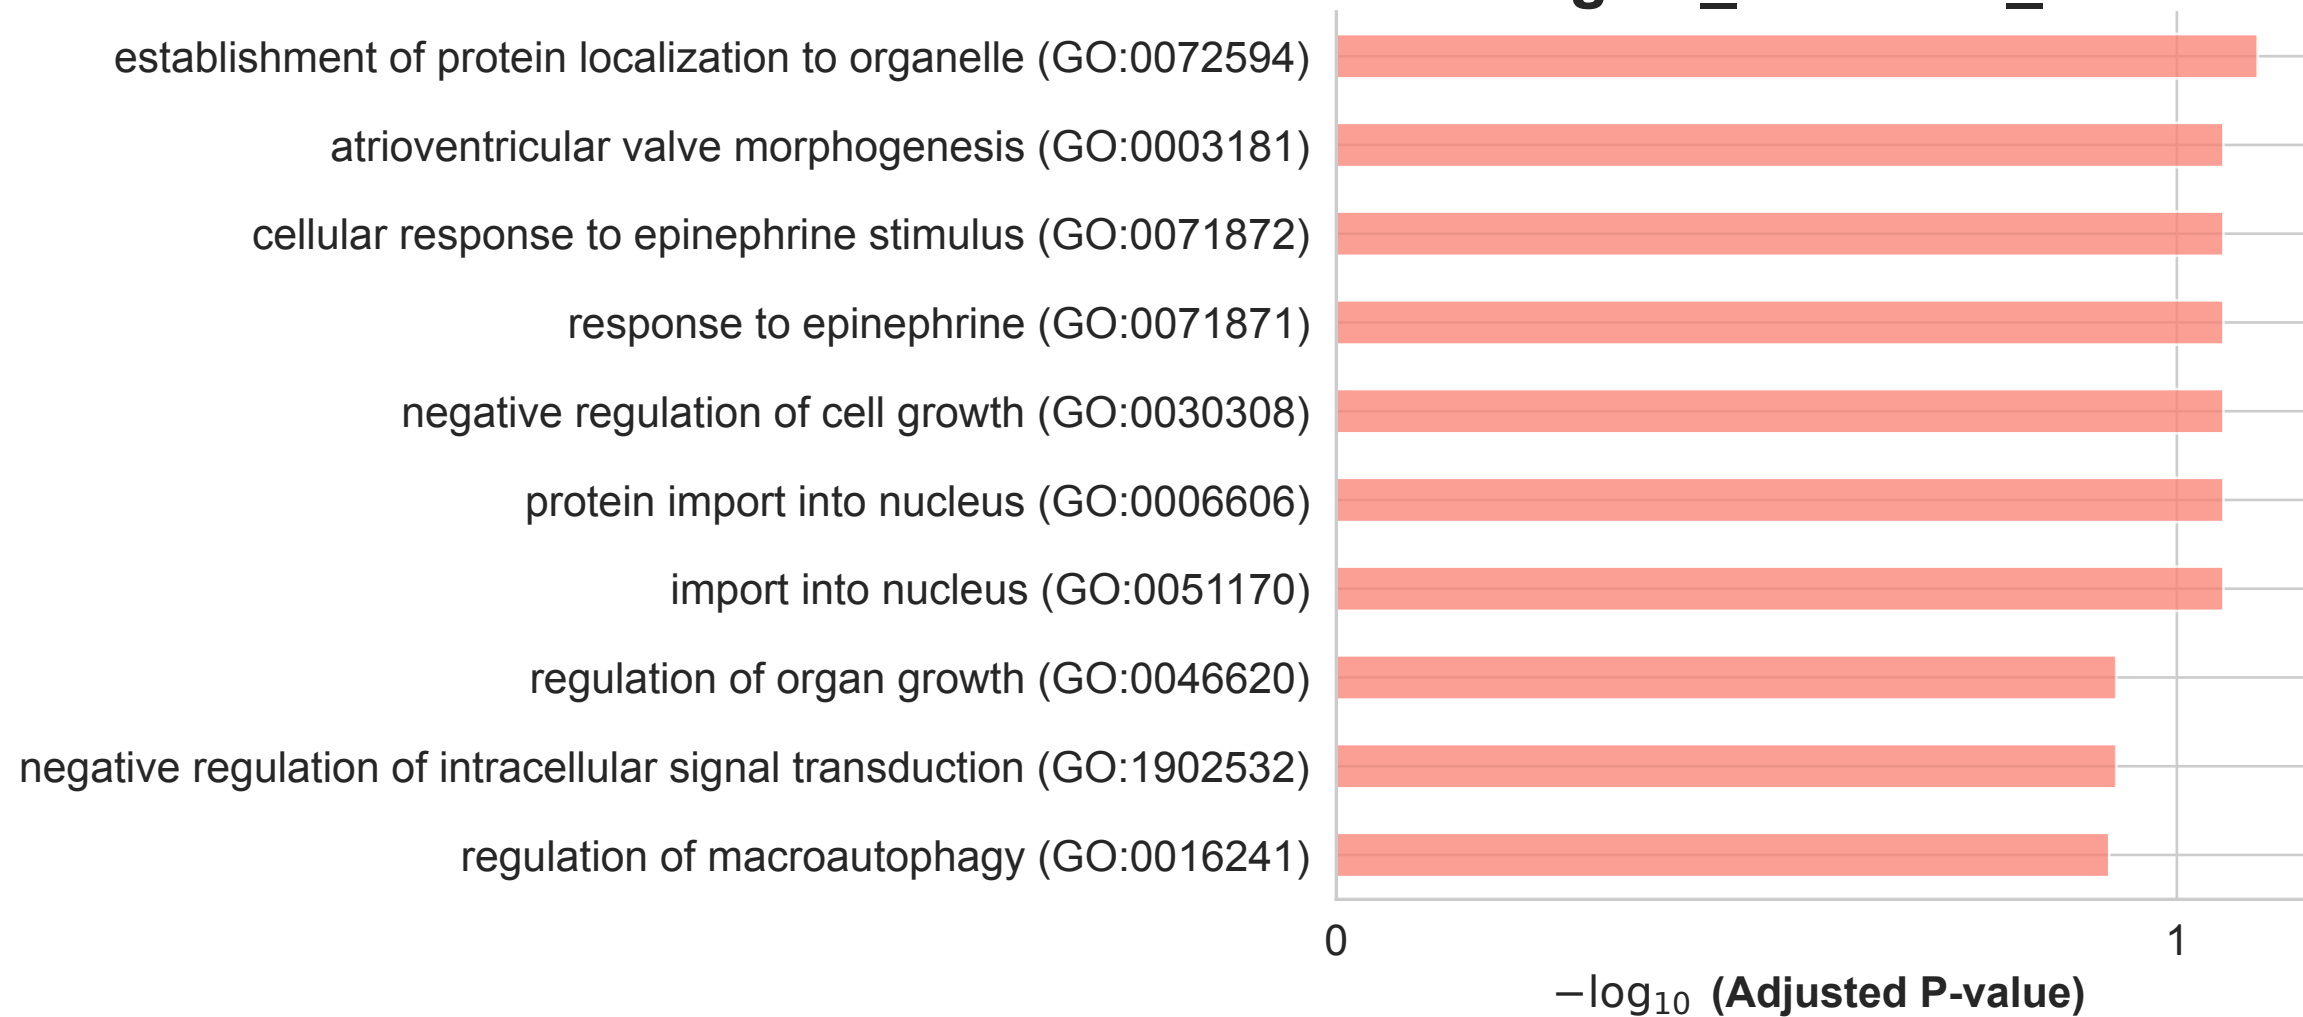 establishment of protein localization to organelle (GO:0072594)
atrioventricular valve morphogenesis (GO:0003181)
cellular response to epinephrine stimulus (GO:0071872)
response to epinephrine (GO:0071871)
negative regulation of cell growth (GO:0030308)
protein import into nucleus (GO:0006606)
import into nucleus (GO:0051170)
regulation of organ growth (GO:0046620)
negative regulation of intracellular signal transduction (GO:1902532)
regulation of macroautophagy (GO:0016241)
0 1
−log₁₀ (Adjusted P-value)